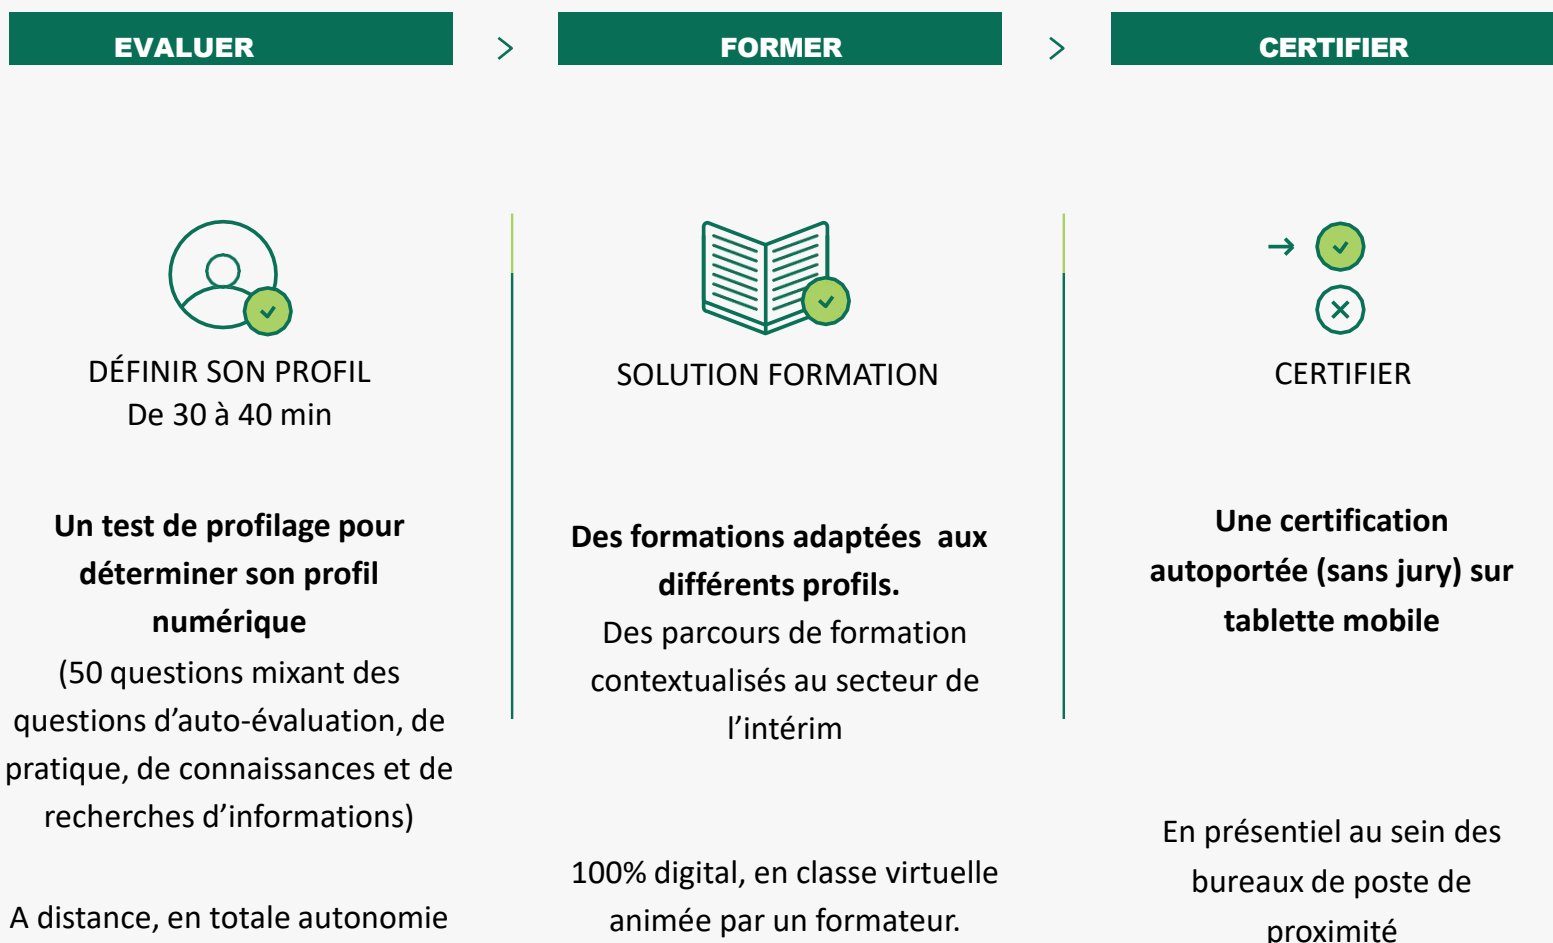 EVALUER
>
FORMER
>
CERTIFIER
DÉFINIR SON PROFIL
De 30 à 40 min
Un test de profilage pour
déterminer son profil
numérique
(50 questions mixant des
questions d’auto-évaluation, de
pratique, de connaissances et de
recherches d’informations)
A distance, en totale autonomie
SOLUTION FORMATION
Des formations adaptées  aux
différents profils.
Des parcours de formation
contextualisés au secteur de
l’intérim
100% digital, en classe virtuelle
animée par un formateur.
CERTIFIER
Une certification
autoportée (sans jury) sur
tablette mobile
En présentiel au sein des
bureaux de poste de
proximité